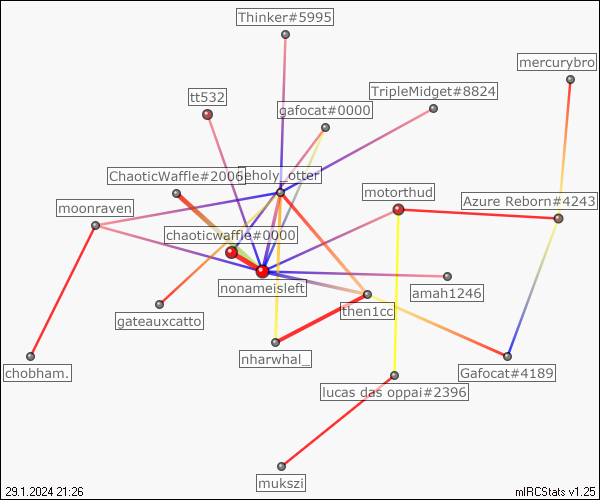 Thinker#5995
mercurybro
TripleMidget#8824
tt532
gafocat#0000
ChaoticWaffle#2006
eholy_otter
motorthud
Azure Reborn#4243
moonraven
chaoticwaffle#0000
nonameisleft
amah1246
then1cc
gateauxcatto
nharwhal_
chobham.
Gafocat#4189
lucas das oppai#2396
mukszi
29.1.2024 21:26
mIRCStats v1.25